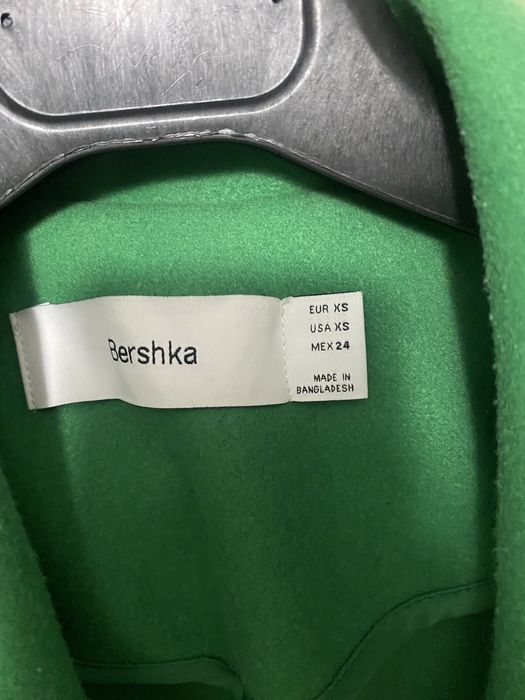 Bershka
EUR XS
USA XS
MEX 24
MADE IN
BANGLADESH